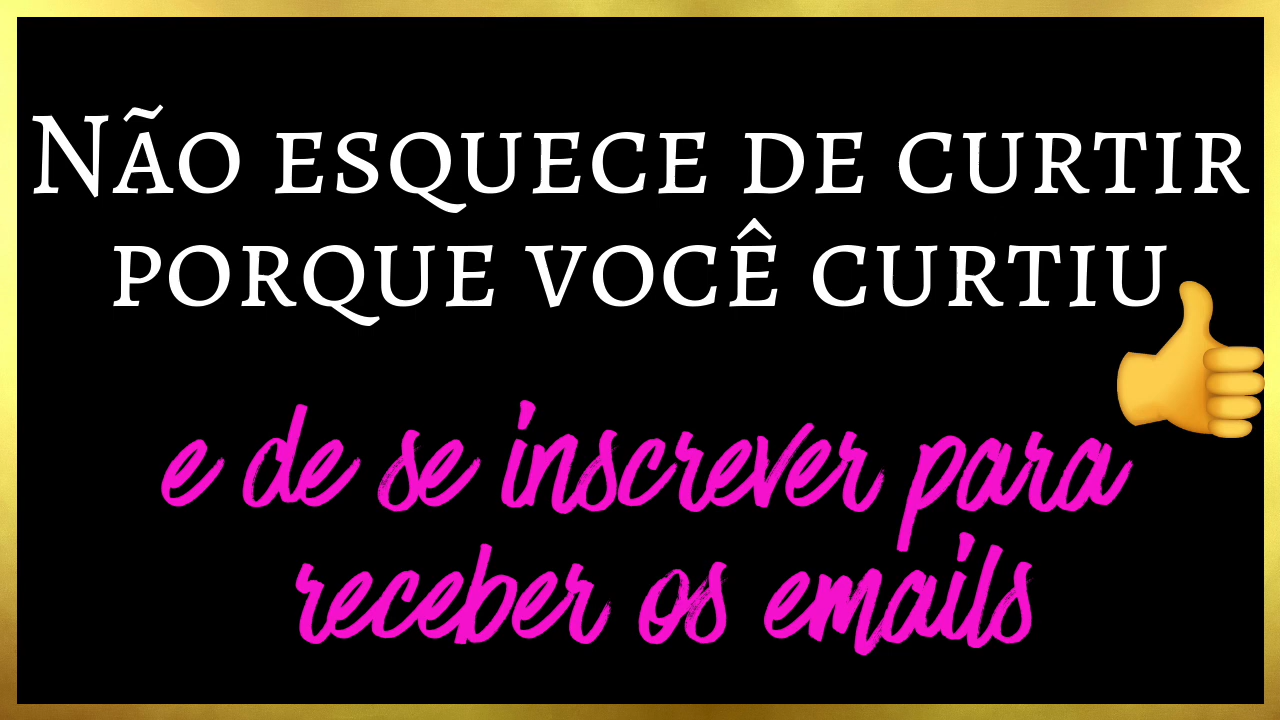 Não esquece de curtir
porque você curtiu
e de se inscrever para
receber os emails